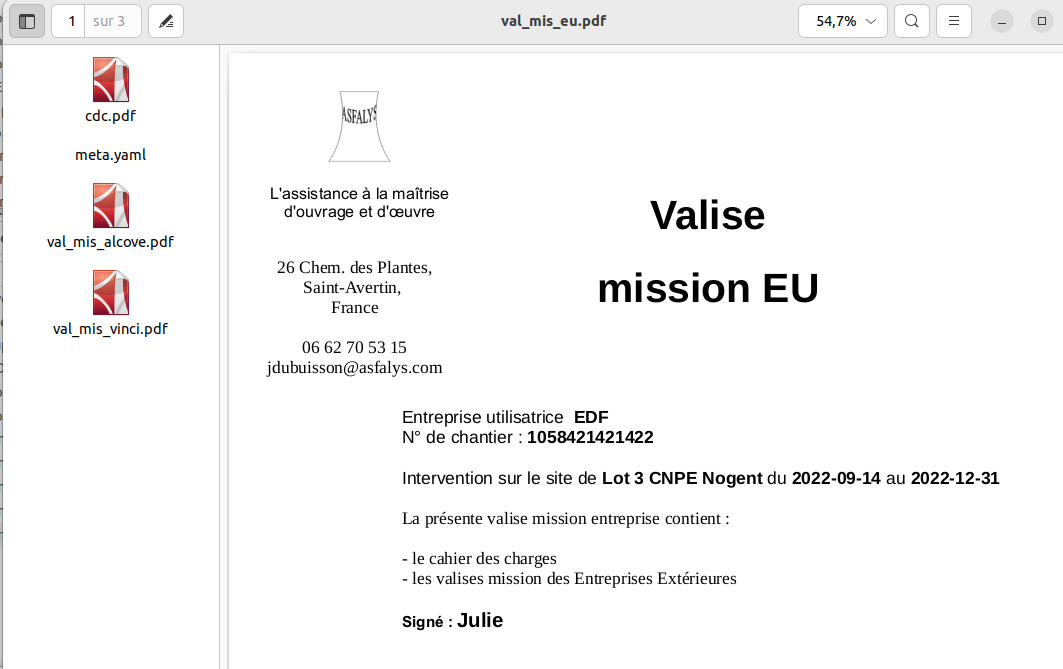 1 sur 3
val_mis_eu.pdf
54,7%
cdc.pdf
meta.yaml
val_mis_alcove.pdf
val_mis_vinci.pdf
ASFALYS
L'assistance à la maîtrise
d'ouvrage et d'œuvre
26 Chem. des Plantes,
Saint-Avertin,
France
06 62 70 53 15
jdubuisson@asfalys.com
Valise
mission EU
Entreprise utilisatrice EDF
N° de chantier : 1058421421422
Intervention sur le site de Lot 3 CNPE Nogent du 2022-09-14 au 2022-12-31
La présente valise mission entreprise contient :
- le cahier des charges
- les valises mission des Entreprises Extérieures
Signé : Julie